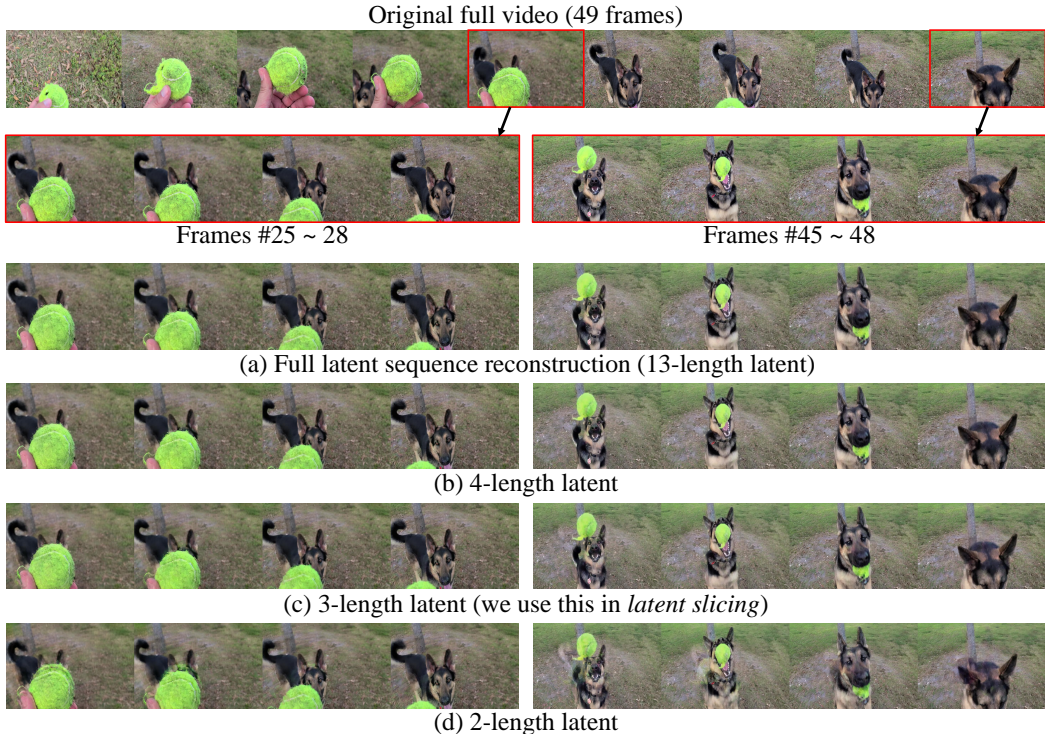 Original full video (49 frames)
Frames #25 ~ 28
Frames #45 ~ 48
(a) Full latent sequence reconstruction (13-length latent)
(b) 4-length latent
(c) 3-length latent (we use this in latent slicing)
(d) 2-length latent